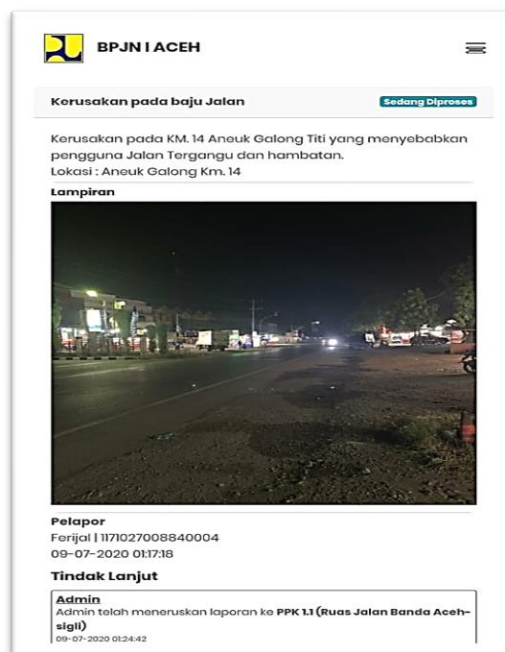 BPJN I ACEH
Kerusakan pada baju Jalan
Sedang Diproses
Kerusakan pada KM. 14 Aneuk Galong Titi yang menyebabkan
pengguna Jalan Tergangu dan hambatan.
Lokasi : Aneuk Galong Km. 14
Lampiran
Pelapor
Ferijal | 1171027008840004
09-07-2020 01:17:18
Tindak Lanjut
Admin
Admin telah meneruskan laporan ke PPK 1.1 (Ruas Jalan Banda Aceh-
sigli)
09-07-2020 01:24:42